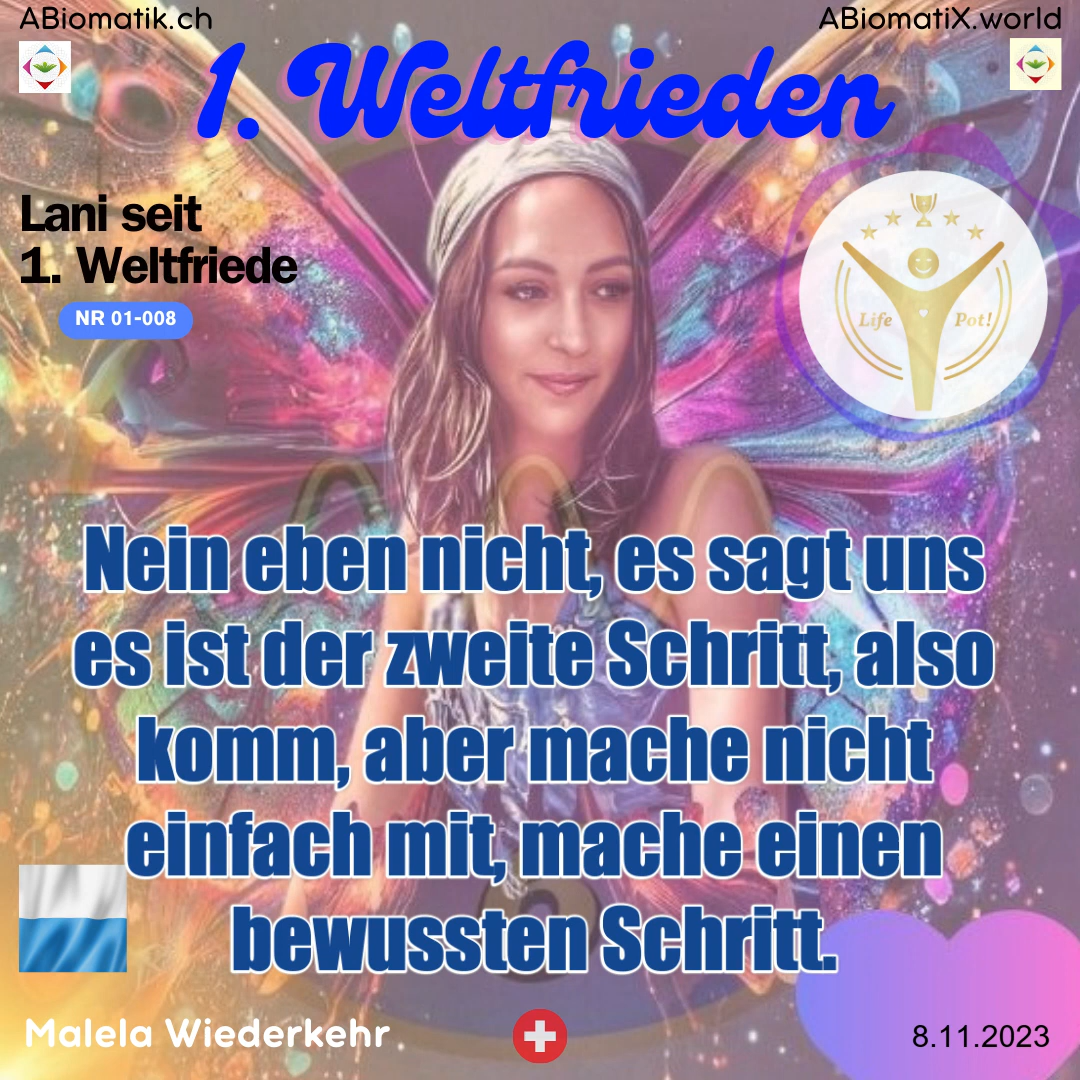 ABiomatik.ch
ABiomatiX.world
1. Weltfrieden
Lani seit
1. Weltfriede
NR 01-008
Life Pot!
Nein eben nicht, es sagt uns
es ist der zweite Schritt, also
komm, aber mache nicht
einfach mit, mache einen
bewussten Schritt.
Malela Wiederkehr
8.11.2023